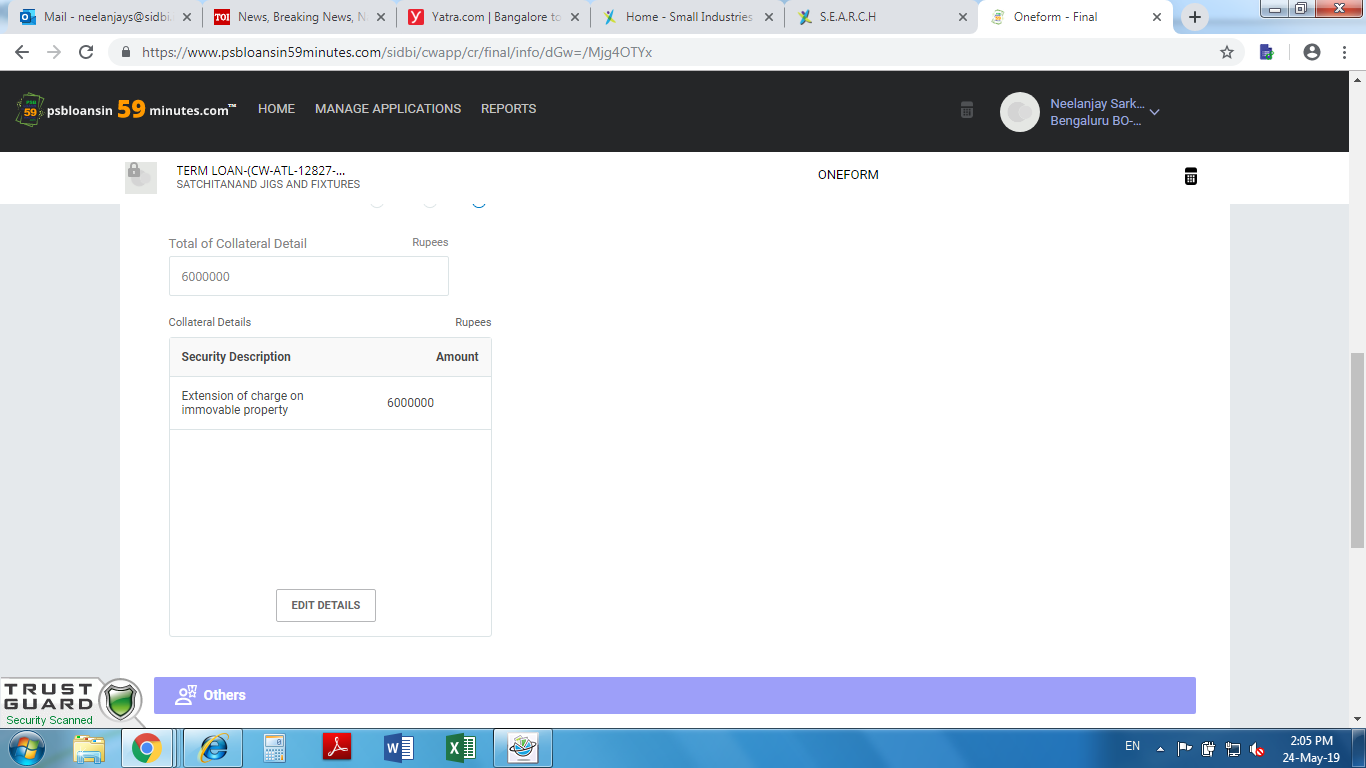 Mail - neelanjays@sidbi.
TOI News, Breaking News, N
Yatra.com | Bangalore to
Home - Small Industries
S.E.A.R.C.H
Oneform - Final
https://www.psbloansin59minutes.com/sidbi/cwapp/cr/final/info/dGw=/Mjg4OTYx
psbloansin 59 minutes.com™
HOME MANAGE APPLICATIONS REPORTS
Neelanjay Sark...
Bengaluru BO-...
TERM LOAN-(CW-ATL-12827-...
SATCHITANAND JIGS AND FIXTURES
ONEFORM
Total of Collateral Detail Rupees
6000000
Collateral Details Rupees
Security Description Amount
Extension of charge on
immovable property
6000000
EDIT DETAILS
Others
TRUST
GUARD
Security Scanned
EN
2:05 PM
24-May-19